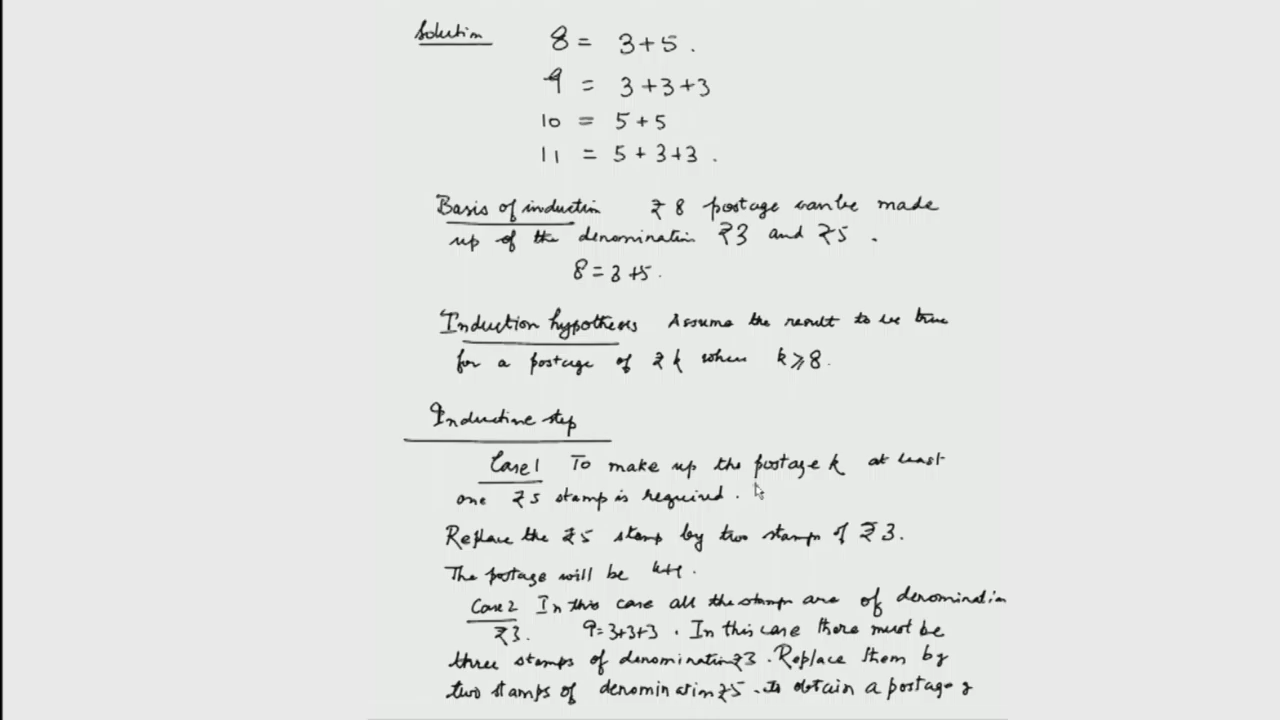 Solution 8 = 3+5 .
9 = 3+3+3
10 = 5+5
11 = 5+3+3 .
Basis of induction ₹ 8 postage can be made
up of the denomination ₹3 and ₹5 .
8=3+5.
Induction hypothesis Assume the result to be true
for a postage of ₹ k when k ⩾ 8.
Inductive step
Case 1 To make up the postage k at least
one ₹5 stamp is required .
Replace the ₹5 stamp by two stamps of ₹3.
The postage will be k+1 .
Case 2 In this case all the stamps are of denomination
₹3. 9=3+3+3 . In this case there must be
three stamps of denomination ₹3 . Replace them by
two stamps of denomination ₹5 . to obtain a postage